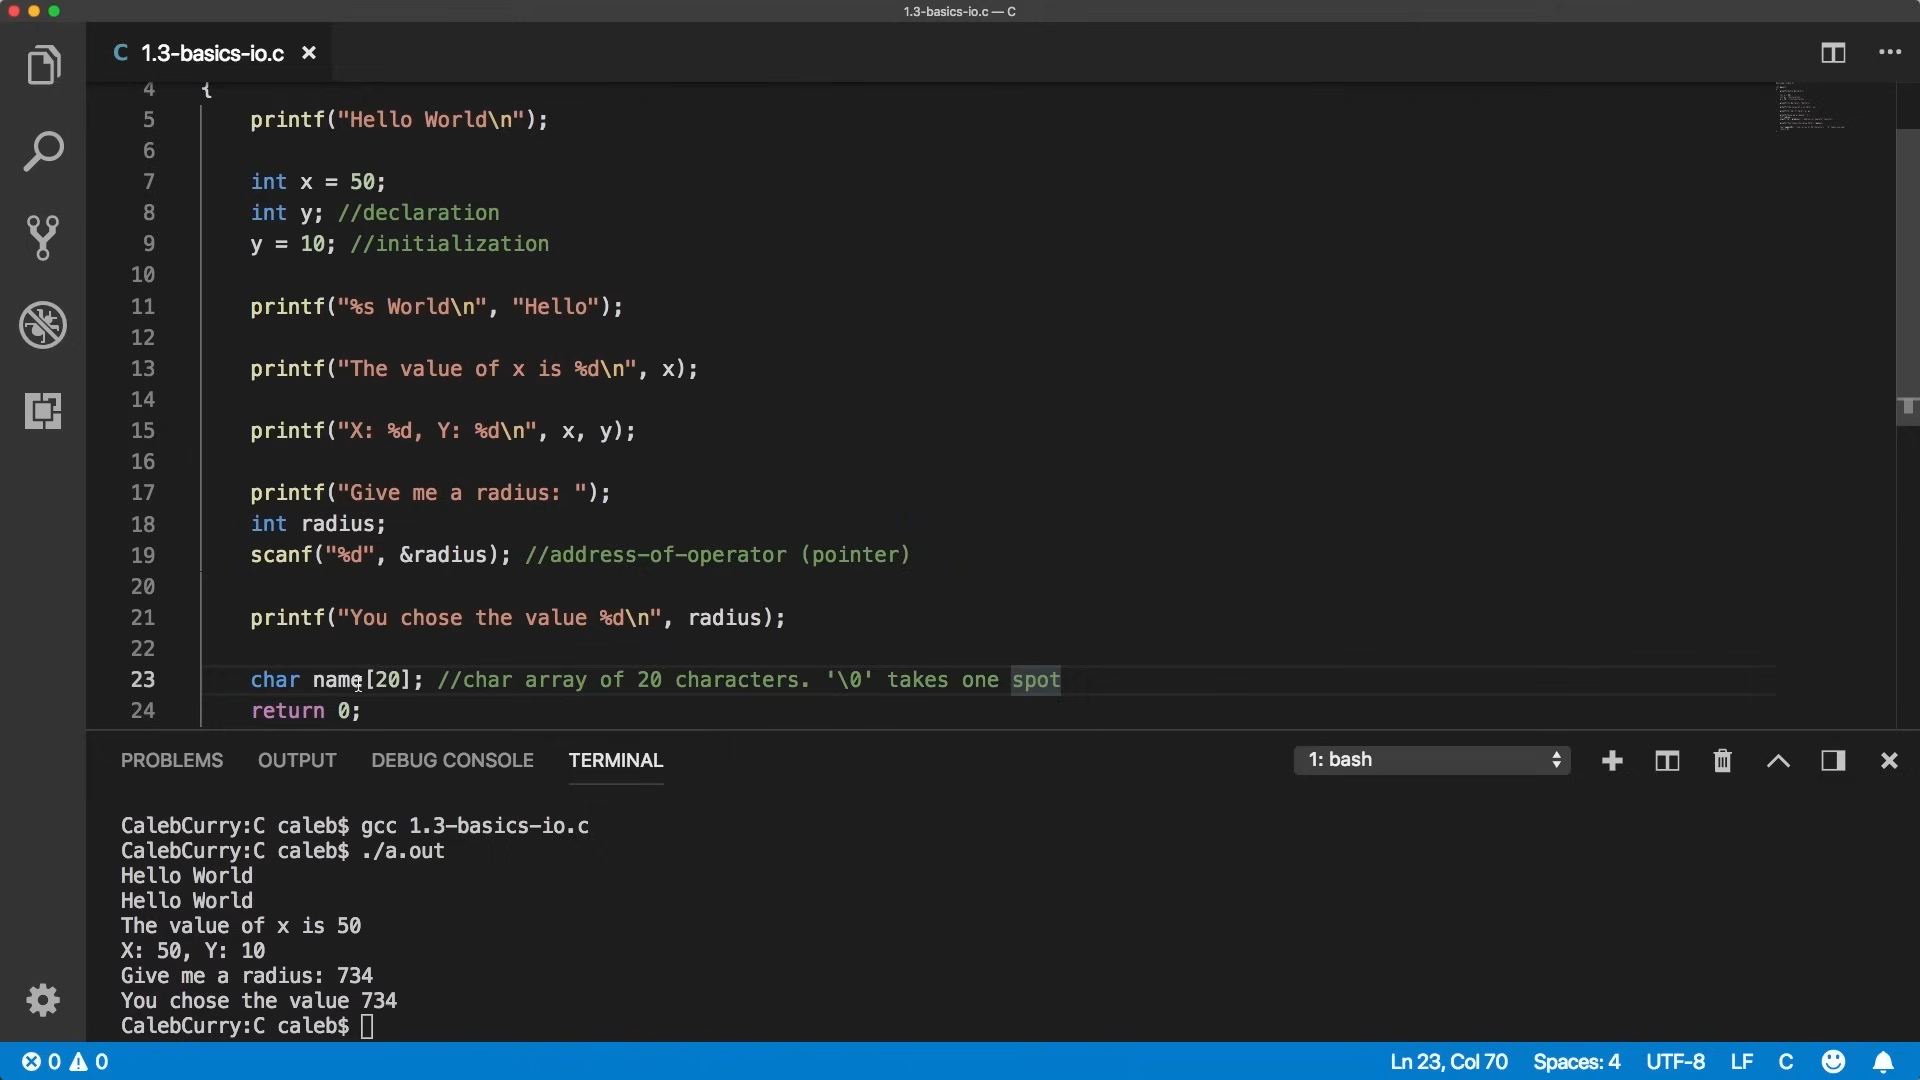 1.3-basics-io.c — C
C 1.3-basics-io.c ×
4 {
5 printf("Hello World\n");
6
7 int x = 50;
8 int y; //declaration
9 y = 10; //initialization
10
11 printf("%s World\n", "Hello");
12
13 printf("The value of x is %d\n", x);
14
15 printf("X: %d, Y: %d\n", x, y);
16
17 printf("Give me a radius: ");
18 int radius;
19 scanf("%d", &radius); //address-of-operator (pointer)
20
21 printf("You chose the value %d\n", radius);
22
23 char name[20]; //char array of 20 characters. '\0' takes one spot
24 return 0;
PROBLEMS OUTPUT DEBUG CONSOLE TERMINAL 1: bash
CalebCurry:C caleb$ gcc 1.3-basics-io.c
CalebCurry:C caleb$ ./a.out
Hello World
Hello World
The value of x is 50
X: 50, Y: 10
Give me a radius: 734
You chose the value 734
CalebCurry:C caleb$
0 0 Ln 23, Col 70 Spaces: 4 UTF-8 LF C